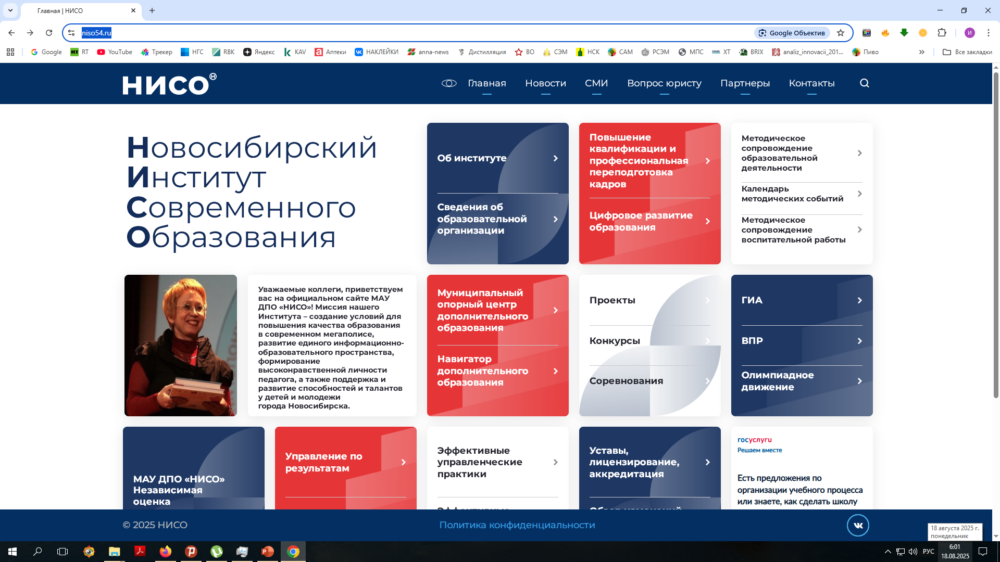 Главная | НИСО
niso54.ru
Google Объектив
И
Google
RT
YouTube
Трекер
НГС
RBK
Яндекс
KAV
Аптеки
НАКЛЕЙКИ
anna-news
Дистилляция
ВО
СЭМ
НСК
САМ
РСЭМ
МПС
ХТ
BRIX
analiz_innovacii_201...
Пиво
Все закладки
НИСО
Главная
Новости
СМИ
Вопрос юристу
Партнеры
Контакты
Новосибирский
Институт
Современного
Образования
Об институте
Сведения об
образовательной
организации
Повышение
квалификации и
профессиональная
переподготовка
кадров
Цифровое развитие
образования
Методическое
сопровождение
образовательной
деятельности
Календарь
методических событий
Методическое
сопровождение
воспитательной работы
Уважаемые коллеги, приветствуем
вас на официальном сайте МАУ
ДПО «НИСО»! Миссия нашего
Института – создание условий для
повышения качества образования
в современном мегаполисе,
развитие единого информационно-
образовательного пространства,
формирование
высоконравственной личности
педагога, а также поддержка и
развитие способностей и талантов
у детей и молодежи
города Новосибирска.
Муниципальный
опорный центр
дополнительного
образования
Навигатор
дополнительного
образования
Проекты
Конкурсы
Соревнования
ГИА
ВПР
Олимпиадное
движение
МАУ ДПО «НИСО»
Независимая
оценка
Управление по
результатам
Эффективные
управленческие
практики
Эффективные
Уставы,
лицензирование,
аккредитация
Обзор изменений
госуслуги
Решаем вместе
Есть предложения по
организации учебного процесса
или знаете, как сделать школу
© 2025 НИСО
Политика конфиденциальности
18 августа 2025 г.
понедельник
РУС
6:01
18.08.2025